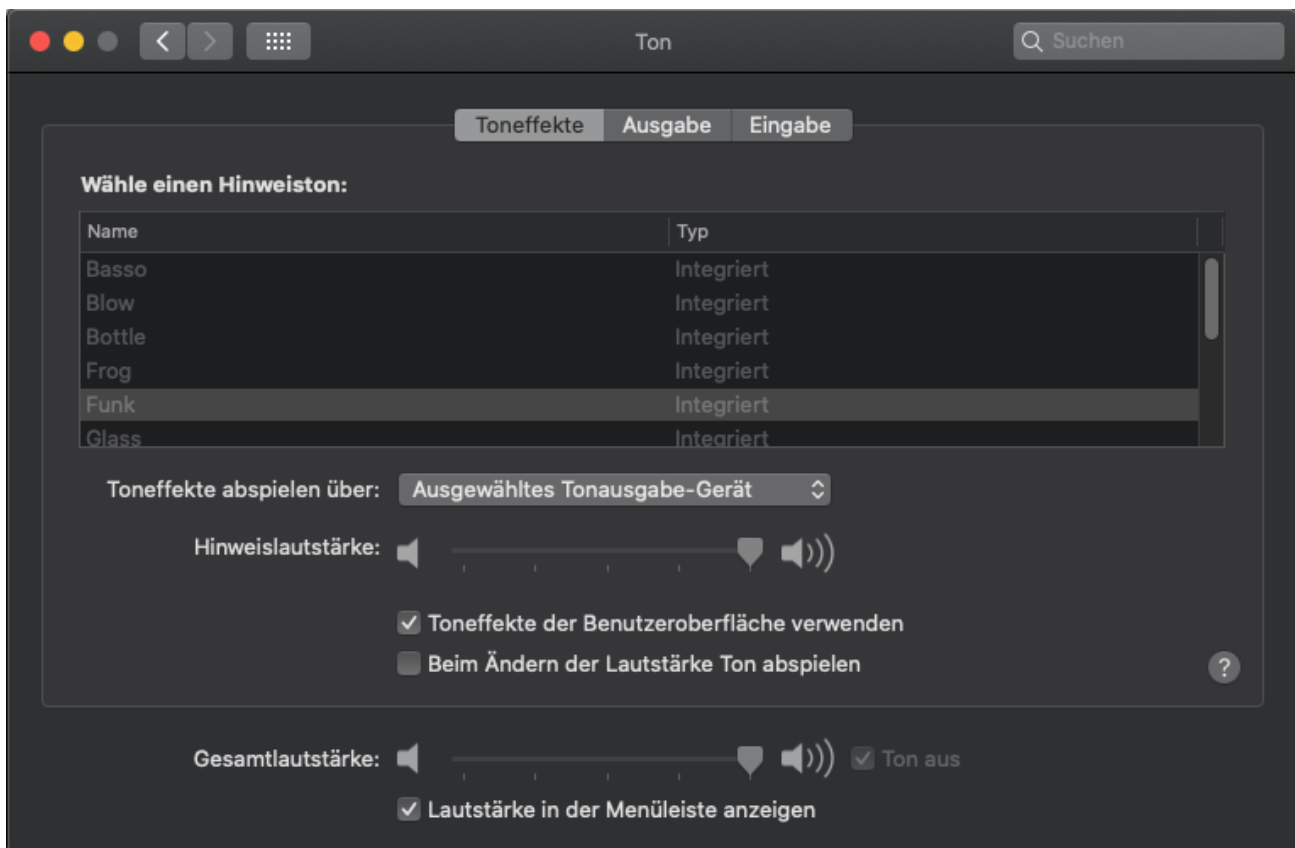 Ton
Suchen
Toneffekte Ausgabe Eingabe
Wähle einen Hinweiston:
Name Typ
Basso Integriert
Blow Integriert
Bottle Integriert
Frog Integriert
Funk Integriert
Glass Integriert
Toneffekte abspielen über: Ausgewähltes Tonausgabe-Gerät
Hinweislautstärke:
Toneffekte der Benutzeroberfläche verwenden
Beim Ändern der Lautstärke Ton abspielen
?
Gesamtlautstärke: Ton aus
Lautstärke in der Menüleiste anzeigen